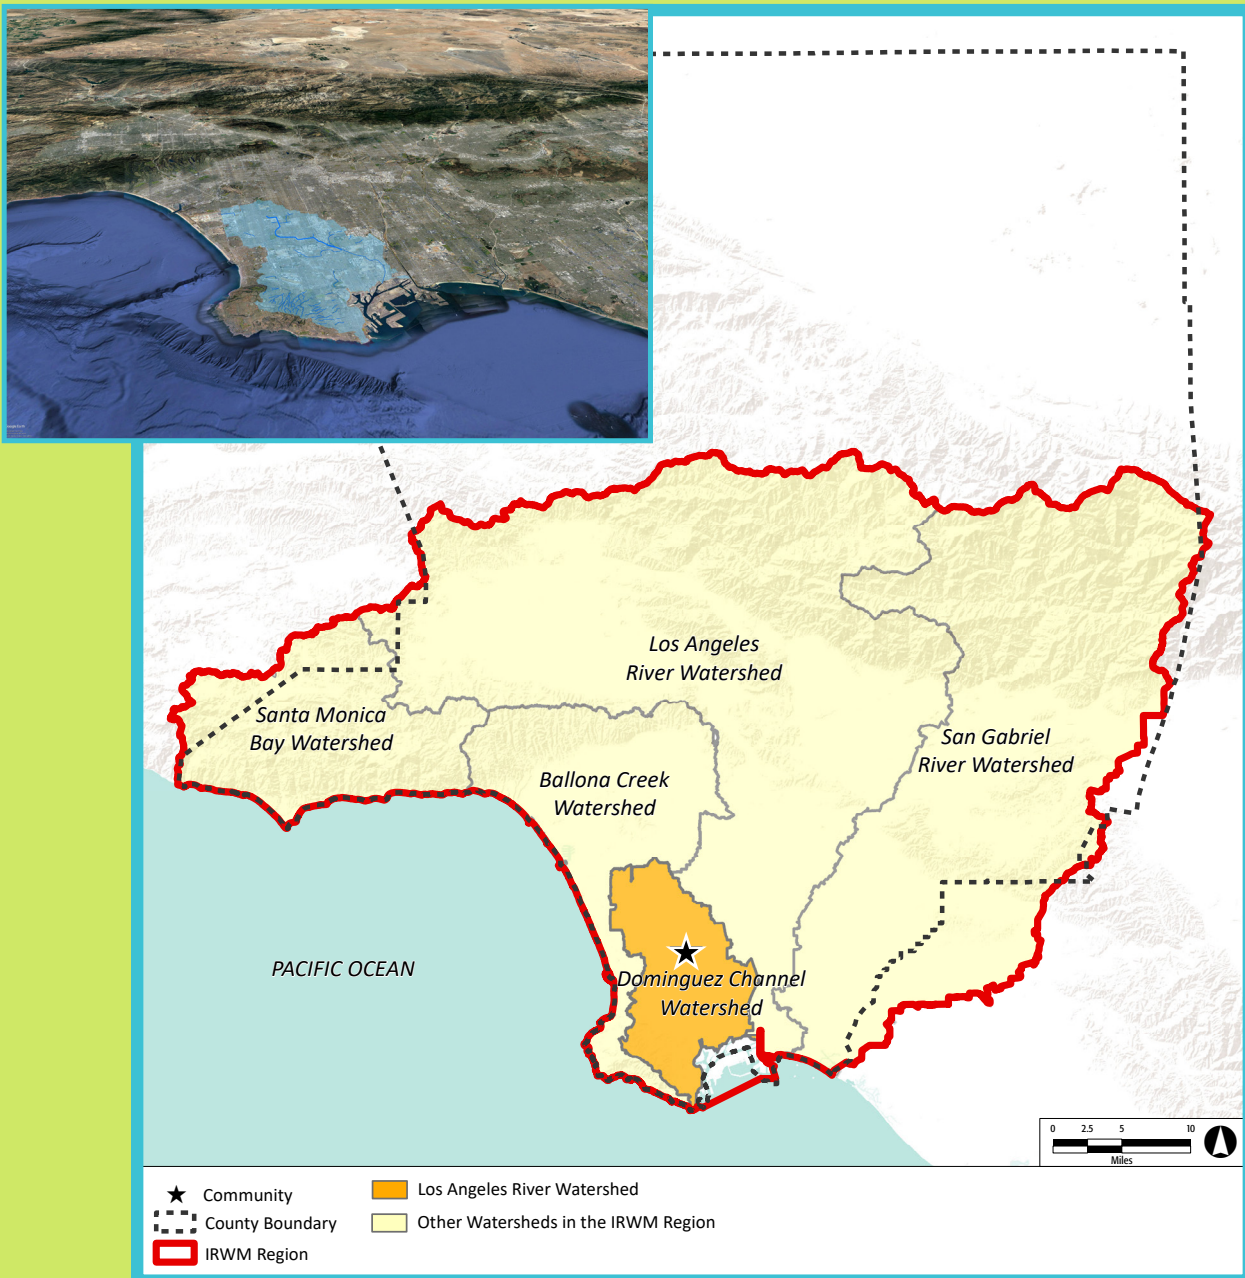 Los Angeles
River Watershed
Santa Monica
Bay Watershed
San Gabriel
River Watershed
Ballona Creek
Watershed
PACIFIC OCEAN
Dominguez Channel
Watershed
0 2.5 5 10
Miles
Community
County Boundary
IRWM Region
Los Angeles River Watershed
Other Watersheds in the IRWM Region